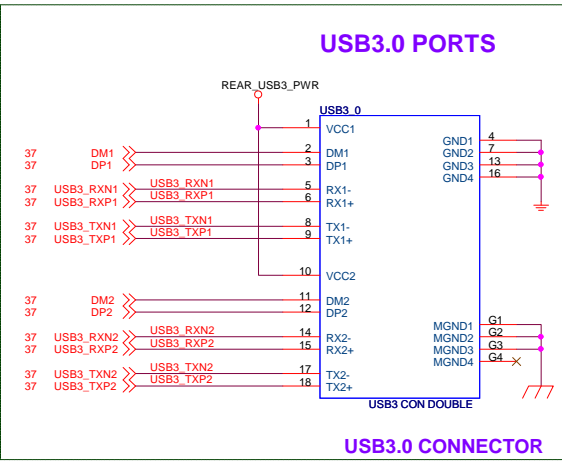 USB3.0 PORTS
REAR_USB3_PWR
USB3_0
1 VCC1
GND1 4
37 DM1 2 DM1
GND2 7
37 DP1 3 DP1
GND3 13
GND4 16
37 USB3_RXN1 USB3_RXN1 5 RX1-
37 USB3_RXP1 USB3_RXP1 6 RX1+
37 USB3_TXN1 USB3_TXN1 8 TX1-
37 USB3_TXP1 USB3_TXP1 9 TX1+
10 VCC2
37 DM2 11 DM2
37 DP2 12 DP2
MGND1 G1
37 USB3_RXN2 USB3_RXN2 14 RX2-
MGND2 G2
37 USB3_RXP2 USB3_RXP2 15 RX2+
MGND3 G3
MGND4 G4
37 USB3_TXN2 USB3_TXN2 17 TX2-
37 USB3_TXP2 USB3_TXP2 18 TX2+
USB3 CON DOUBLE
USB3.0 CONNECTOR